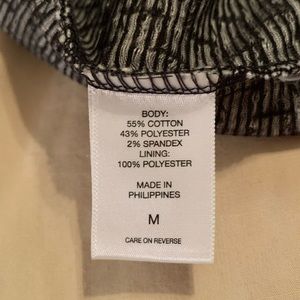 BODY:
55% COTTON
43% POLYESTER
2% SPANDEX
LINING:
100% POLYESTER
MADE IN
PHILIPPINES
M
CARE ON REVERSE